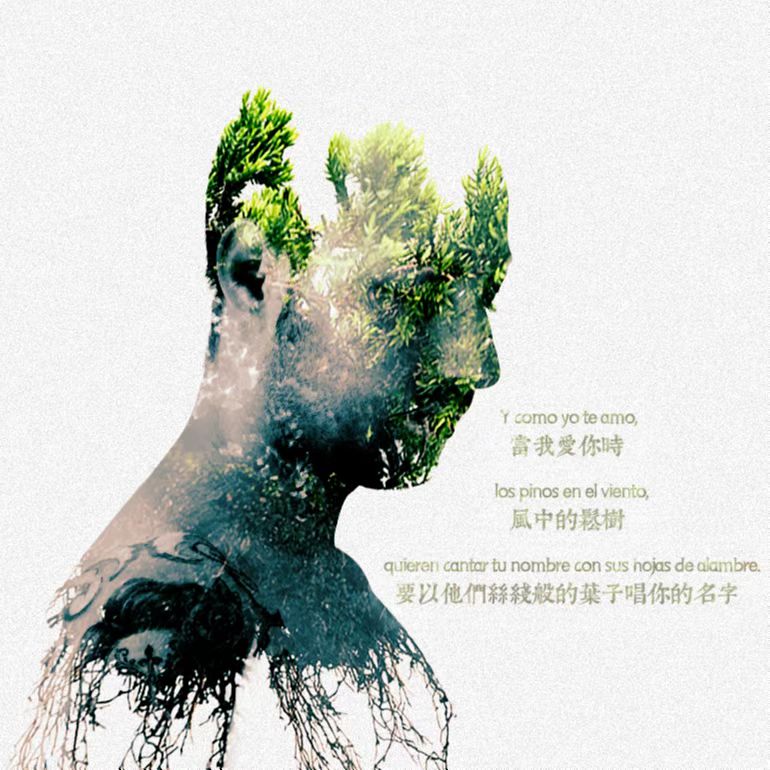 Y como yo te amo,
當我愛你時
los pinos en el viento,
風中的鬆樹
quieren cantar tu nombre con sus hojas de alambre.
要以他們絲綫般的葉子唱你的名字